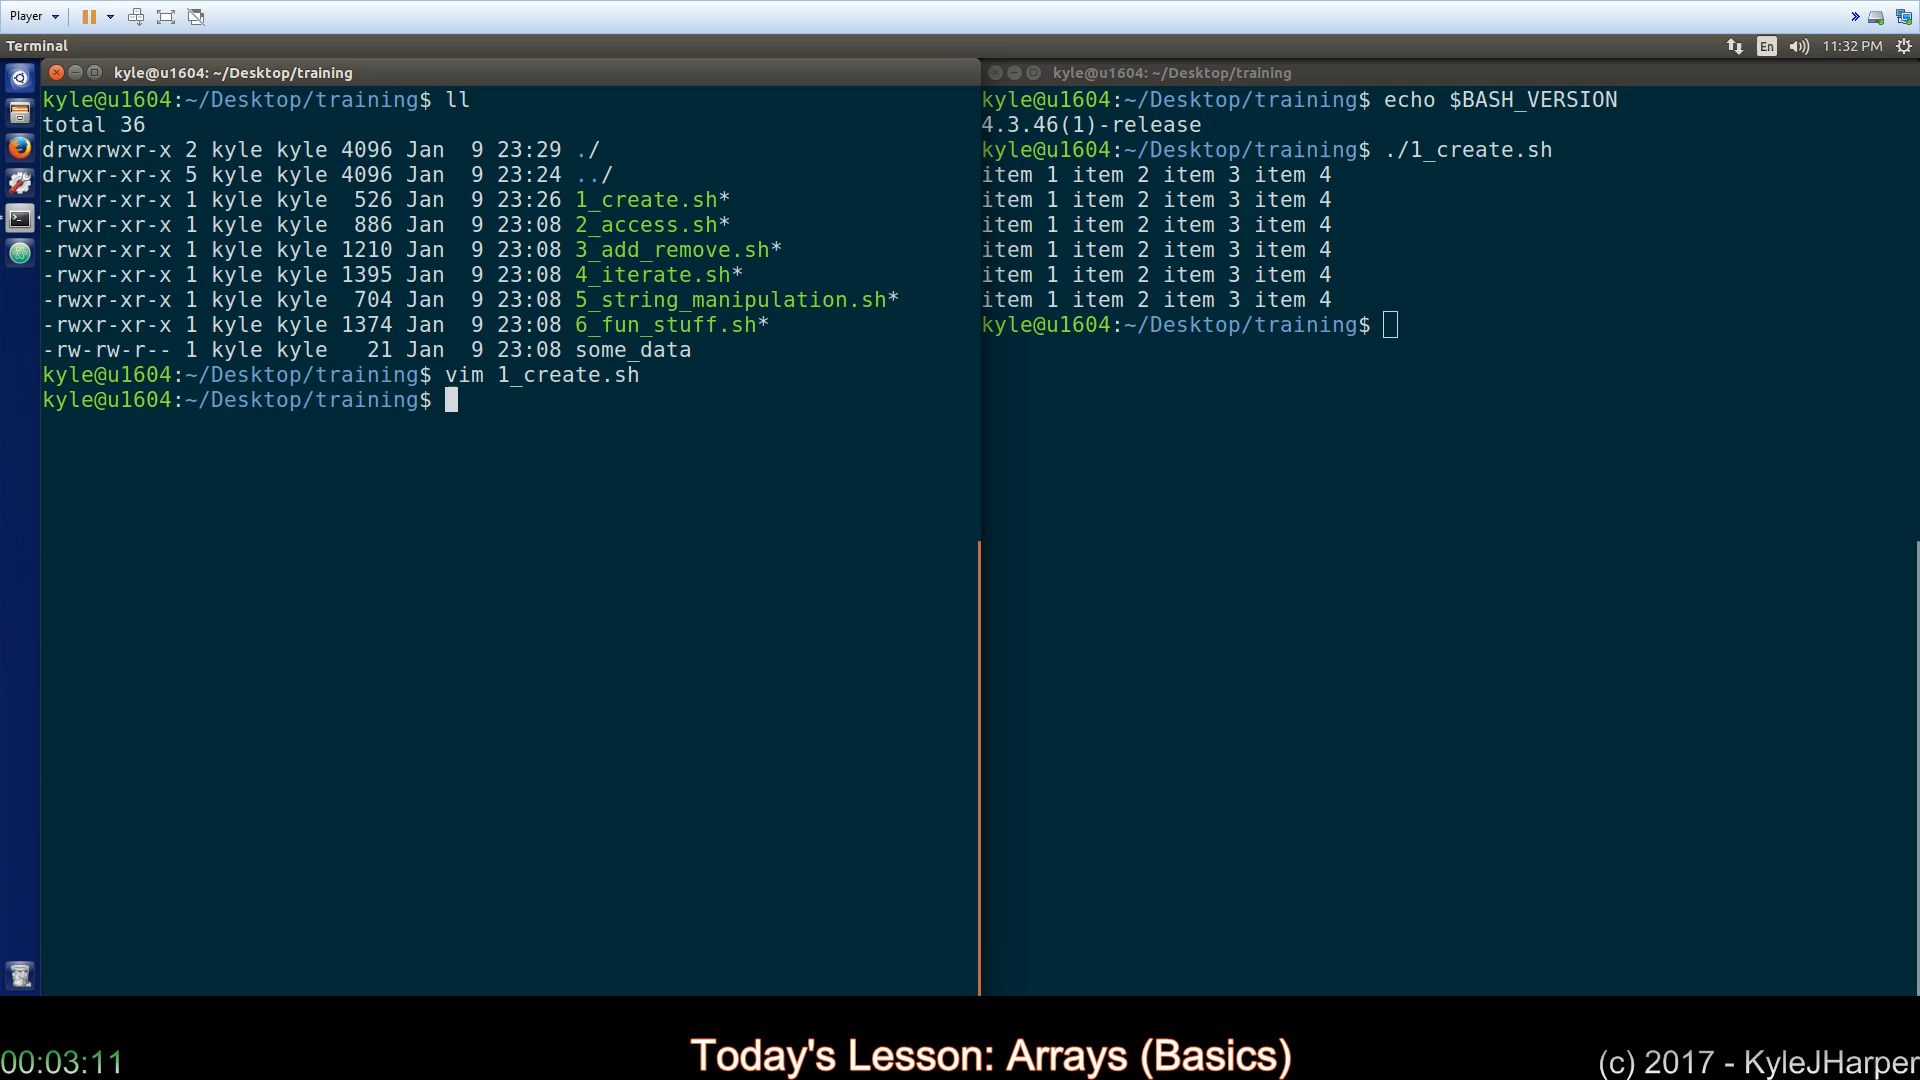 Player
Terminal
En 11:32 PM
kyle@u1604: ~/Desktop/training
kyle@u1604:~/Desktop/training$ ll
total 36
drwxrwxr-x 2 kyle kyle 4096 Jan  9 23:29 ./
drwxr-xr-x 5 kyle kyle 4096 Jan  9 23:24 ../
-rwxr-xr-x 1 kyle kyle  526 Jan  9 23:26 1_create.sh*
-rwxr-xr-x 1 kyle kyle  886 Jan  9 23:08 2_access.sh*
-rwxr-xr-x 1 kyle kyle 1210 Jan  9 23:08 3_add_remove.sh*
-rwxr-xr-x 1 kyle kyle 1395 Jan  9 23:08 4_iterate.sh*
-rwxr-xr-x 1 kyle kyle  704 Jan  9 23:08 5_string_manipulation.sh*
-rwxr-xr-x 1 kyle kyle 1374 Jan  9 23:08 6_fun_stuff.sh*
-rw-rw-r-- 1 kyle kyle   21 Jan  9 23:08 some_data
kyle@u1604:~/Desktop/training$ vim 1_create.sh
kyle@u1604:~/Desktop/training$
kyle@u1604: ~/Desktop/training
kyle@u1604:~/Desktop/training$ echo $BASH_VERSION
4.3.46(1)-release
kyle@u1604:~/Desktop/training$ ./1_create.sh
item 1 item 2 item 3 item 4
item 1 item 2 item 3 item 4
item 1 item 2 item 3 item 4
item 1 item 2 item 3 item 4
item 1 item 2 item 3 item 4
item 1 item 2 item 3 item 4
kyle@u1604:~/Desktop/training$
00:03:11
Today's Lesson: Arrays (Basics)
(c) 2017 - KyleJHarper